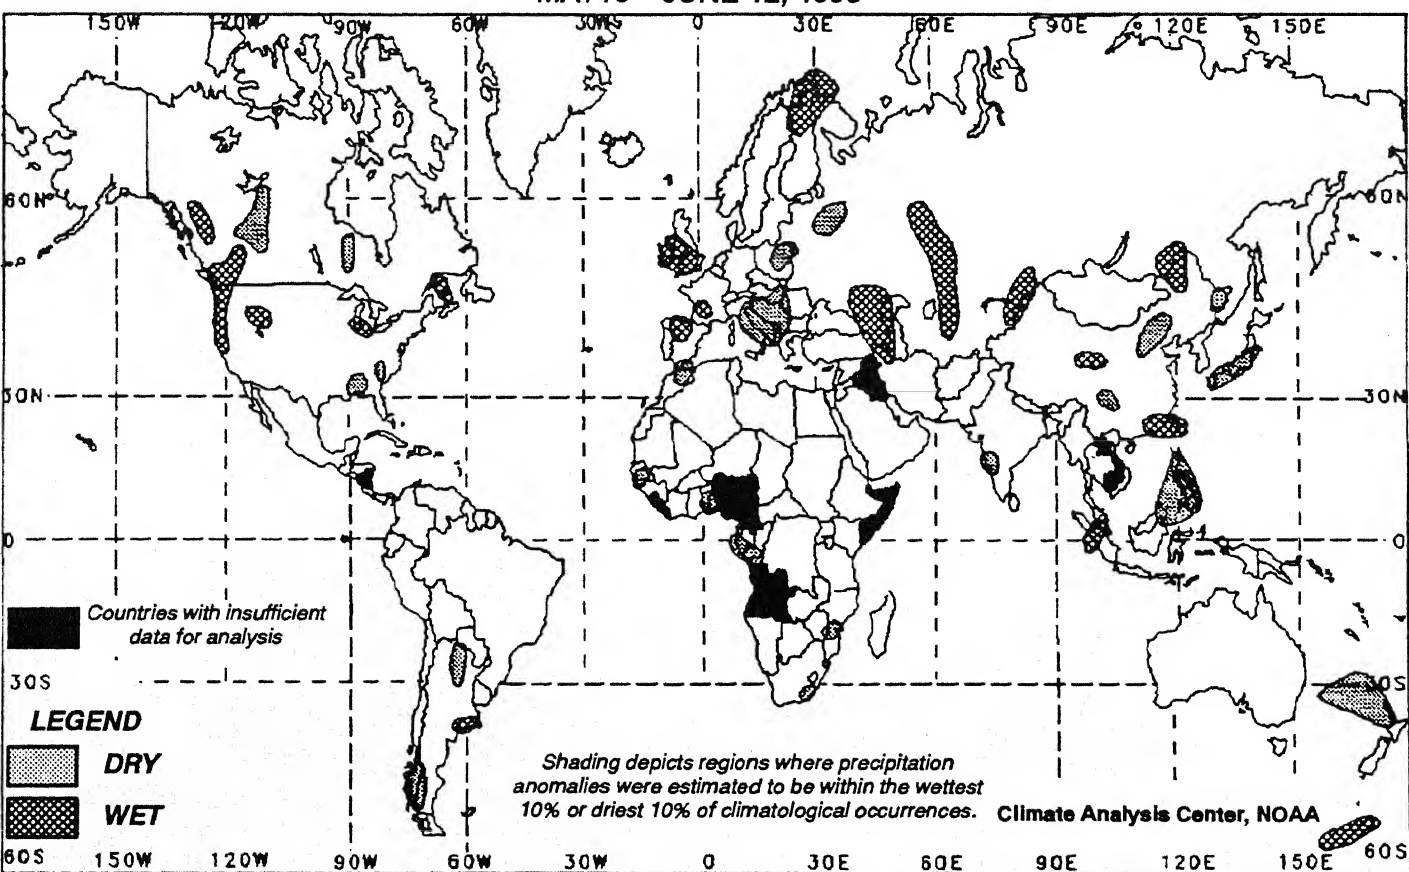 150W 120W 90W 60W 30W 0 30E 60E 90E 120E 150E
60N 60N
30N 30N
0 0
Countries with insufficient
data for analysis
30S 30S
LEGEND
DRY
WET
Shading depicts regions where precipitation
anomalies were estimated to be within the wettest
10% or driest 10% of climatological occurrences.
Climate Analysis Center, NOAA
60S 150W 120W 90W 60W 30W 0 30E 60E 90E 120E 150E 60S